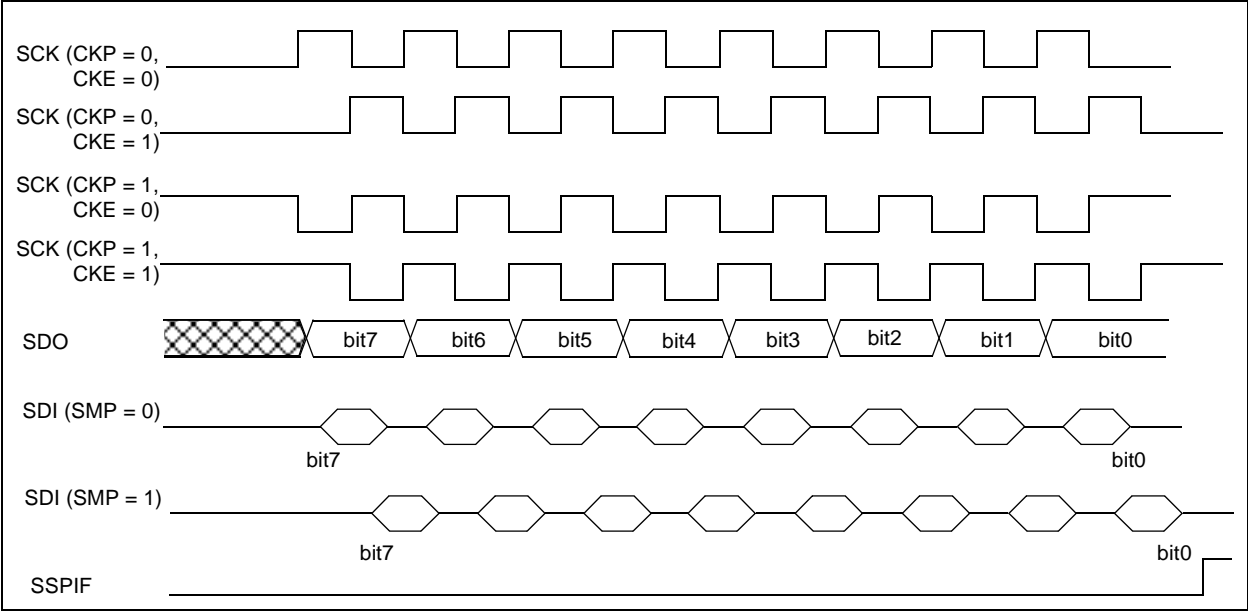 SCK (CKP = 0,
CKE = 0)
SCK (CKP = 0,
CKE = 1)
SCK (CKP = 1,
CKE = 0)
SCK (CKP = 1,
CKE = 1)
SDO bit7 bit6 bit5 bit4 bit3 bit2 bit1 bit0
SDI (SMP = 0)
bit7 bit0
SDI (SMP = 1)
bit7 bit0
SSPIF